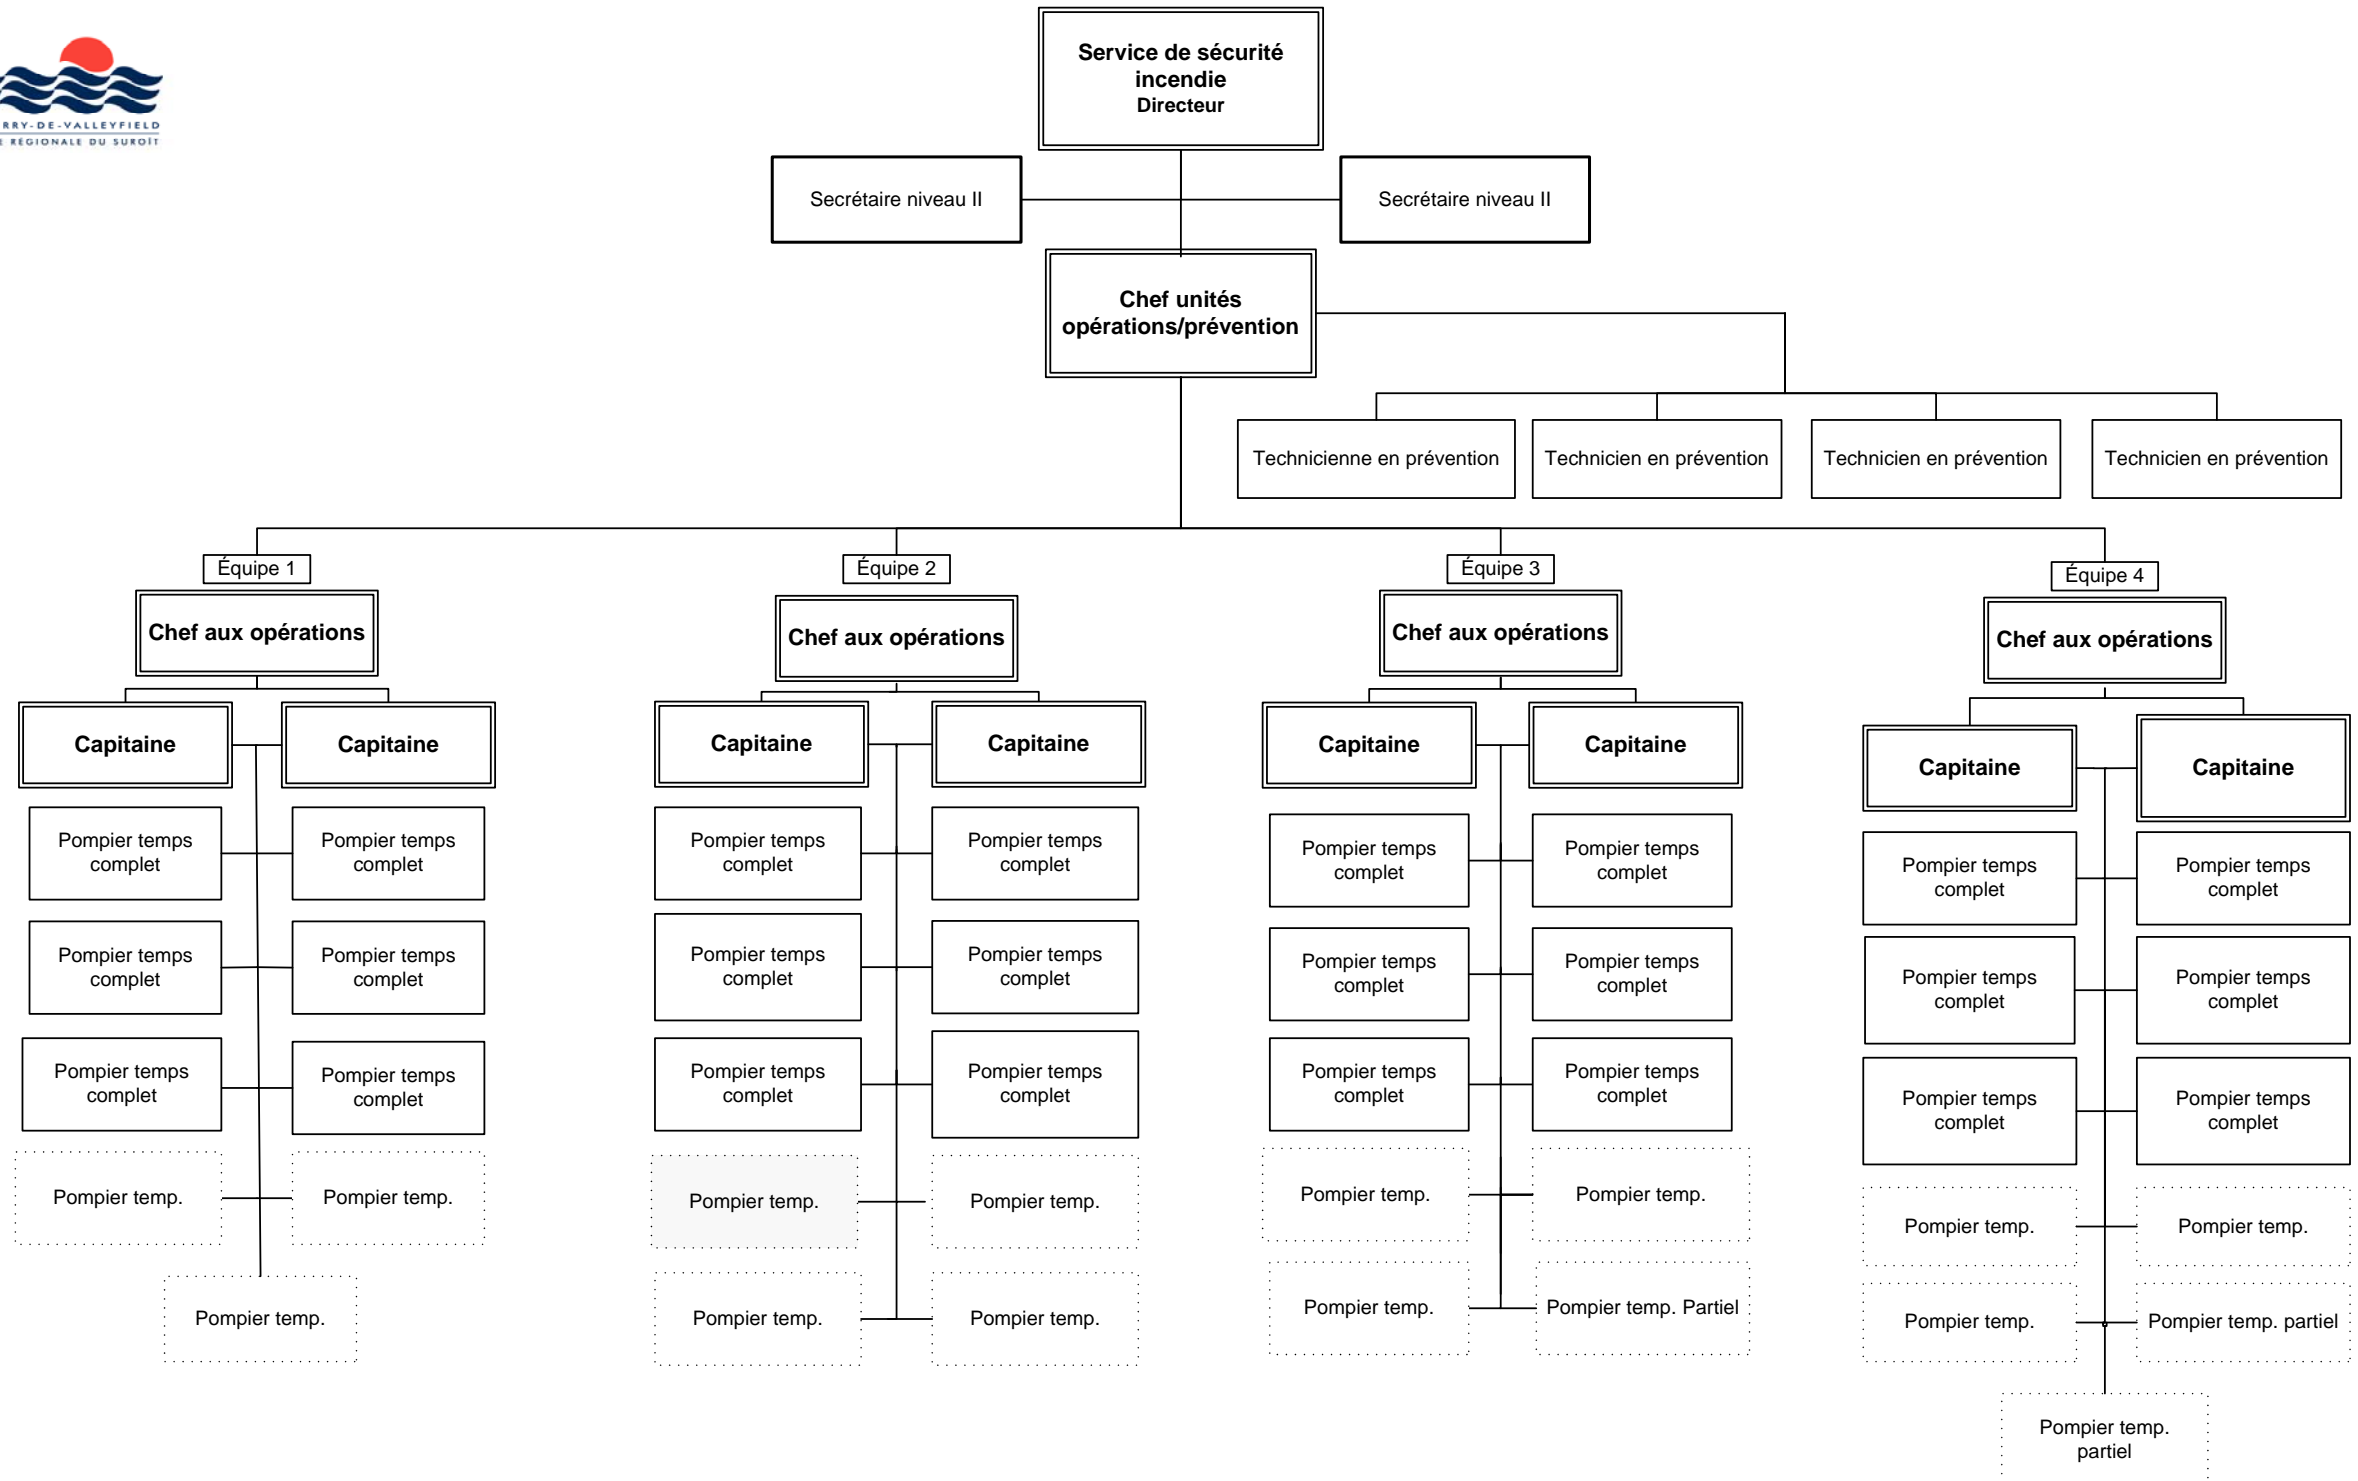 RRY-DE-VALLEYFIELD
RÉGIONALE DU SUROÎT
Service de sécurité
incendie
Directeur
Secrétaire niveau II
Secrétaire niveau II
Chef unités
opérations/prévention
Technicienne en prévention
Technicien en prévention
Technicien en prévention
Technicien en prévention
Équipe 1
Équipe 2
Équipe 3
Équipe 4
Chef aux opérations
Chef aux opérations
Chef aux opérations
Chef aux opérations
Capitaine
Capitaine
Capitaine
Capitaine
Capitaine
Capitaine
Capitaine
Capitaine
Pompier temps
complet
Pompier temps
complet
Pompier temps
complet
Pompier temps
complet
Pompier temps
complet
Pompier temps
complet
Pompier temps
complet
Pompier temps
complet
Pompier temps
complet
Pompier temps
complet
Pompier temps
complet
Pompier temps
complet
Pompier temps
complet
Pompier temps
complet
Pompier temps
complet
Pompier temps
complet
Pompier temps
complet
Pompier temps
complet
Pompier temps
complet
Pompier temps
complet
Pompier temps
complet
Pompier temps
complet
Pompier temps
complet
Pompier temps
complet
Pompier temp.
Pompier temp.
Pompier temp.
Pompier temp.
Pompier temp.
Pompier temp.
Pompier temp.
Pompier temp.
Pompier temp.
Pompier temp.
Pompier temp.
Pompier temp.
Pompier temp. Partiel
Pompier temp.
Pompier temp. partiel
Pompier temp.
partiel